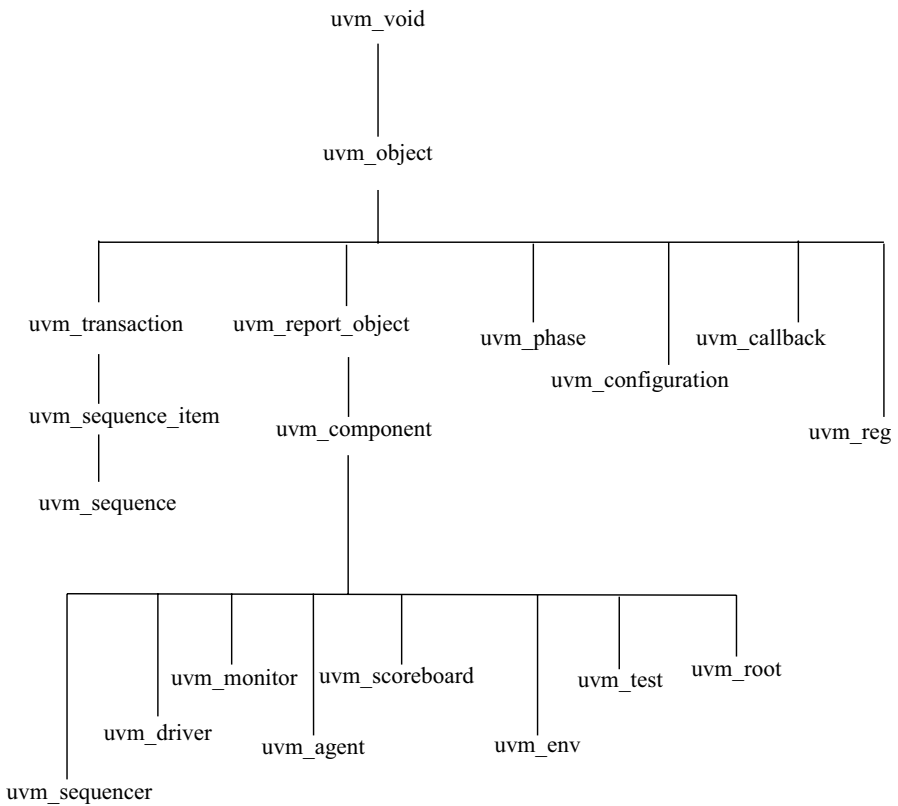 uvm_void
uvm_object
uvm_transaction
uvm_report_object
uvm_phase
uvm_callback
uvm_configuration
uvm_sequence_item
uvm_component
uvm_reg
uvm_sequence
uvm_monitor
uvm_scoreboard
uvm_test
uvm_root
uvm_driver
uvm_agent
uvm_env
uvm_sequencer